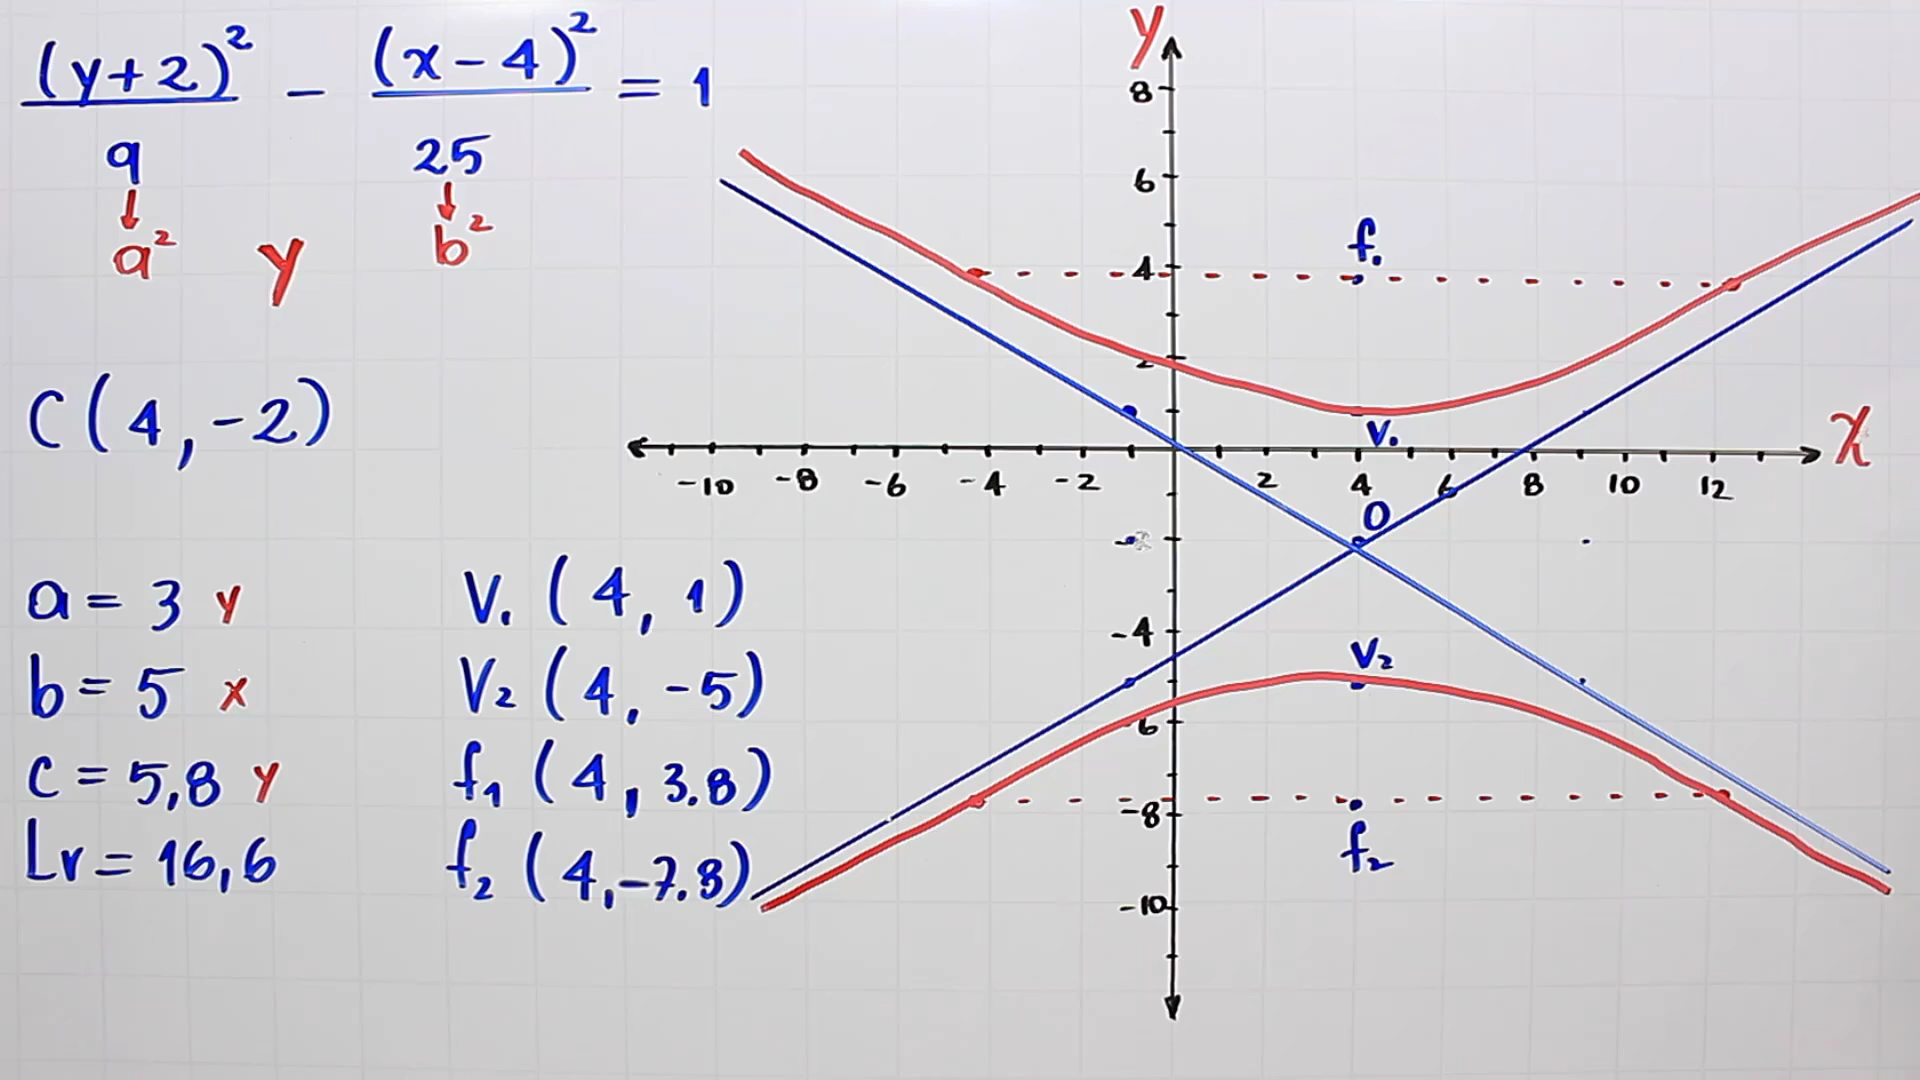 (y+2)² / 9 - (x-4)² / 25 = 1
↓ a² y ↓ b²
C(4,-2)
a = 3 y
b = 5 x
c = 5,8 y
Lr = 16,6
V₁ (4, 1)
V₂ (4, -5)
f₁ (4, 3.8)
f₂ (4, -7.8)
y
8
6
4
2
-4
-6
-8
-10
-10 -8 -6 -4 -2 2 4 6 8 10 12
x
f₁
V₁
O
V₂
f₂